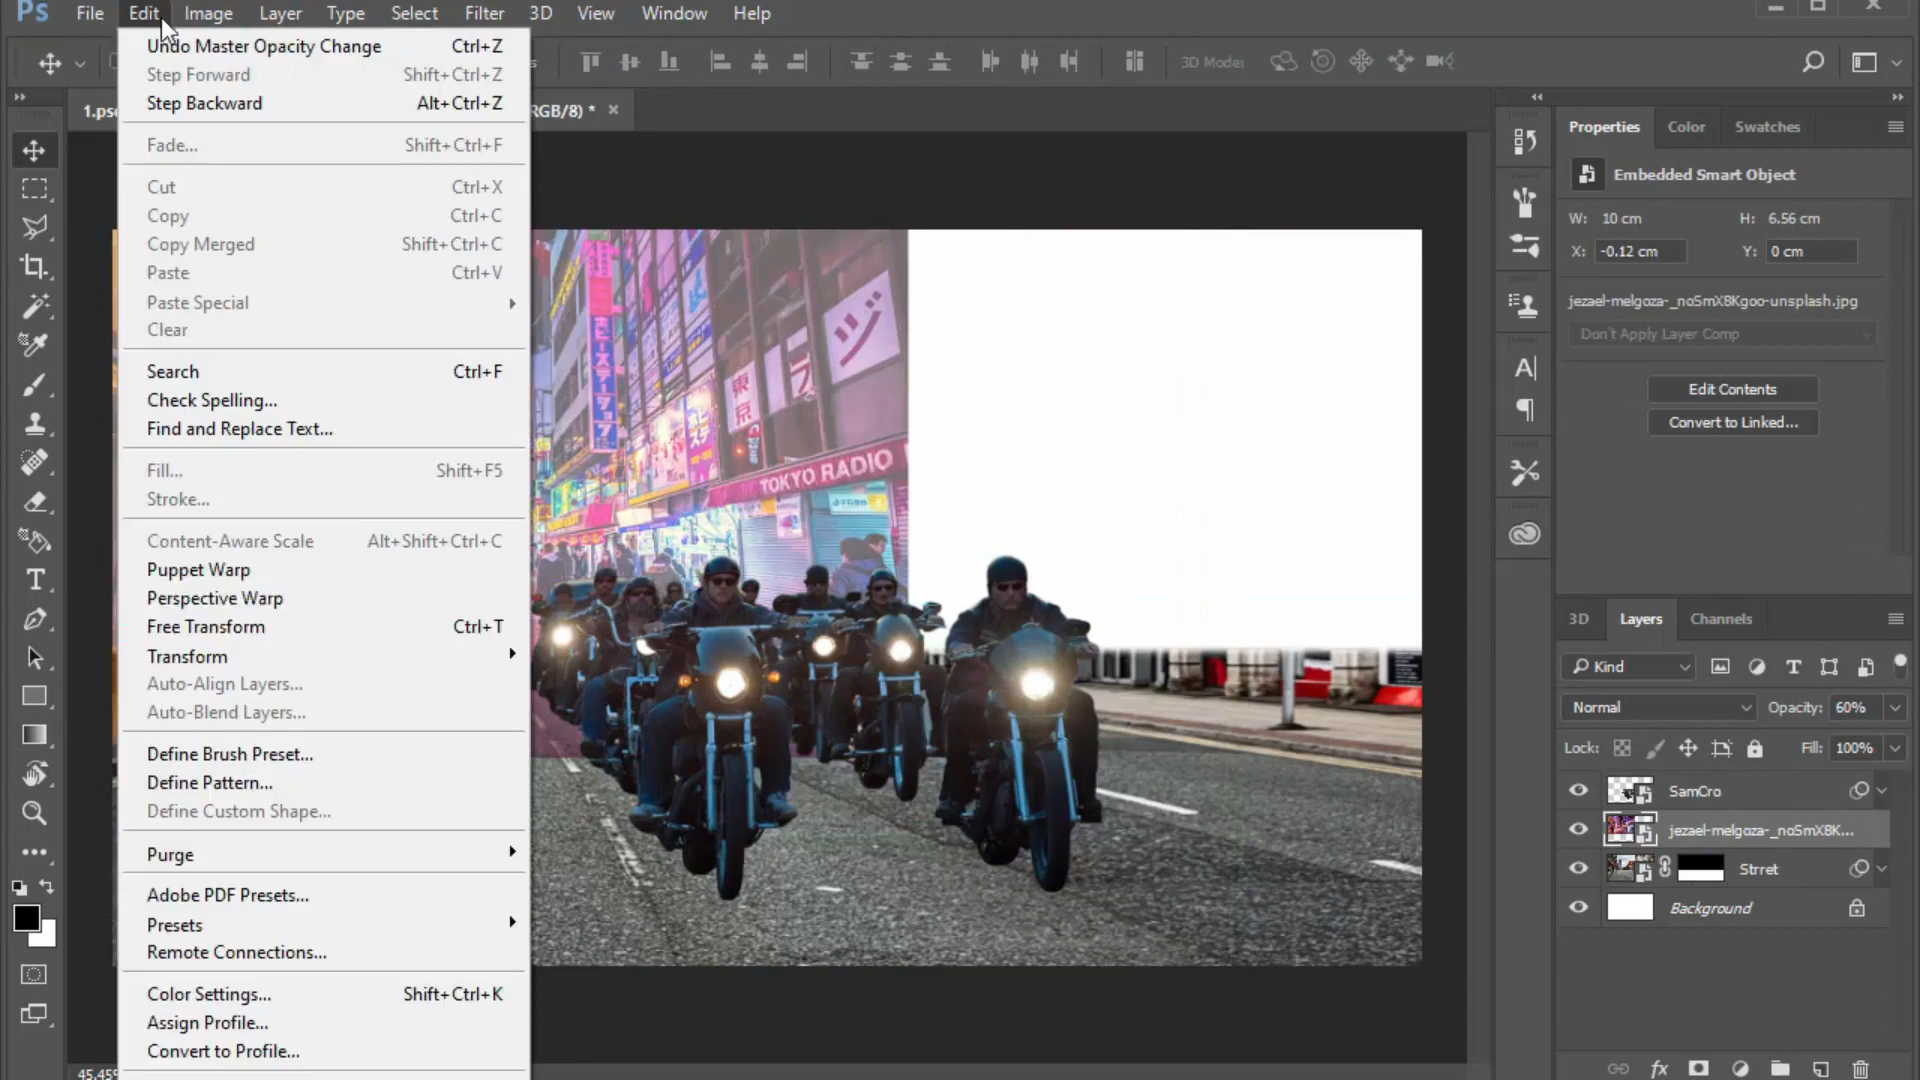 Ps
File Edit Image Layer Type Select Filter 3D View Window Help
Undo Master Opacity Change Ctrl+Z
Step Forward Shift+Ctrl+Z
Step Backward Alt+Ctrl+Z
Fade... Shift+Ctrl+F
Cut Ctrl+X
Copy Ctrl+C
Copy Merged Shift+Ctrl+C
Paste Ctrl+V
Paste Special
Clear
Search Ctrl+F
Check Spelling...
Find and Replace Text...
Fill... Shift+F5
Stroke...
Content-Aware Scale Alt+Shift+Ctrl+C
Puppet Warp
Perspective Warp
Free Transform Ctrl+T
Transform
Auto-Align Layers...
Auto-Blend Layers...
Define Brush Preset...
Define Pattern...
Define Custom Shape...
Purge
Adobe PDF Presets...
Presets
Remote Connections...
Color Settings... Shift+Ctrl+K
Assign Profile...
Convert to Profile...
3D Mode:
RGB/8) *
45.45%
東京
ジ
ラ
TOKYO RADIO
Properties Color Swatches
Embedded Smart Object
W: 10 cm H: 6.56 cm
X: -0.12 cm Y: 0 cm
jezael-melgoza-_noSmX8Kgoo-unsplash.jpg
Don't Apply Layer Comp
Edit Contents
Convert to Linked...
3D Layers Channels
Kind
Normal Opacity: 60%
Lock: Fill: 100%
SamCro
jezael-melgoza-_noSmX8K...
Strret
Background